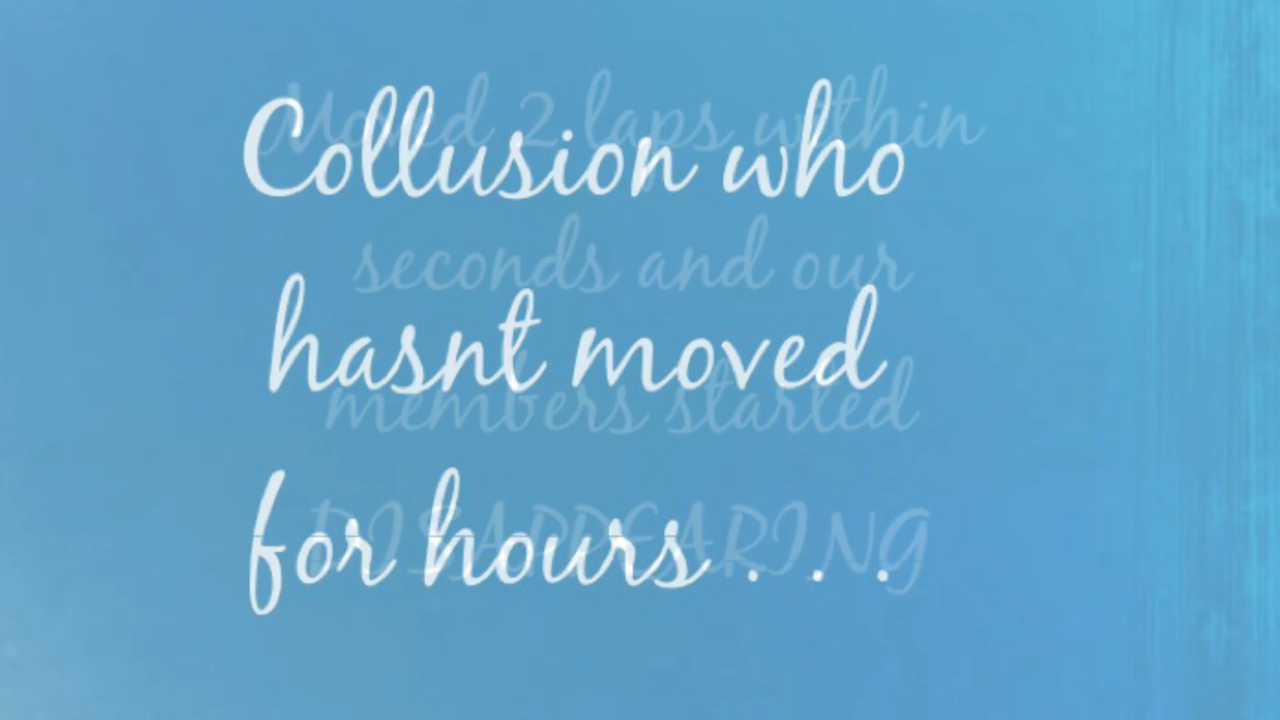 Collusion who
hasnt moved
for hours . . .
Moved 2 laps within
seconds and our
members started
DISAPPEARING